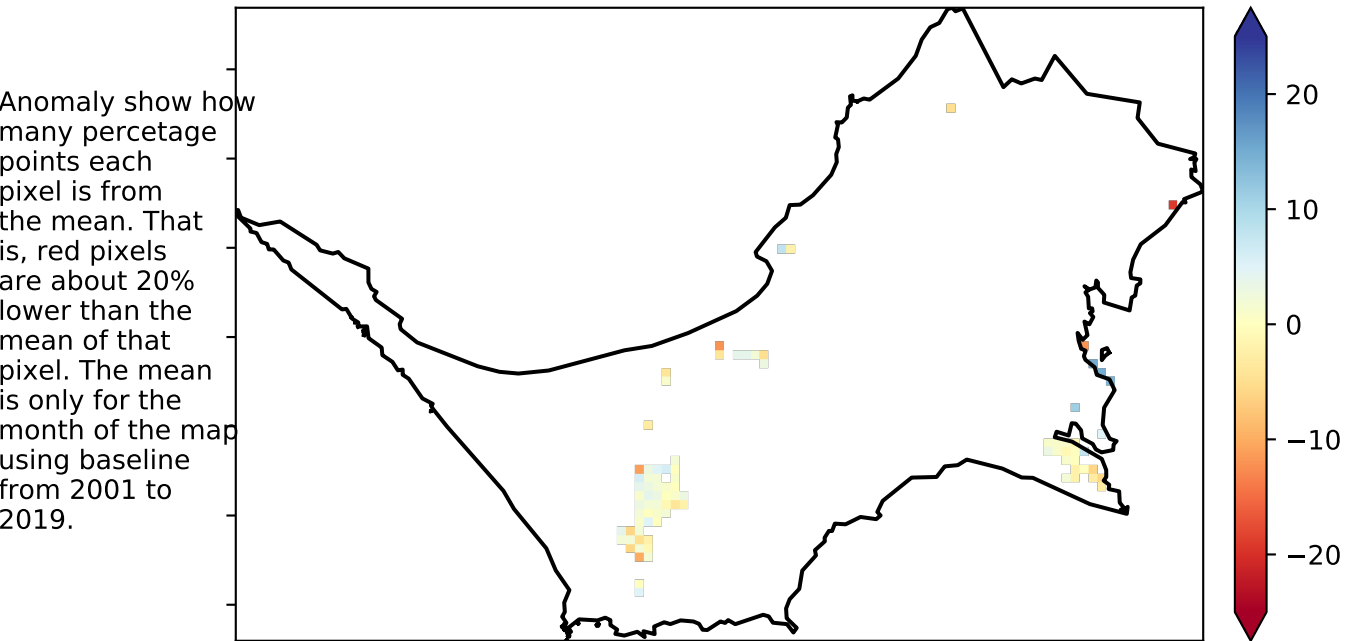 Anomaly show how
many percetage
points each
pixel is from
the mean. That
is, red pixels
are about 20%
lower than the
mean of that
pixel. The mean
is only for the
month of the map
using baseline
from 2001 to
2019.
20
10
0
−10
−20